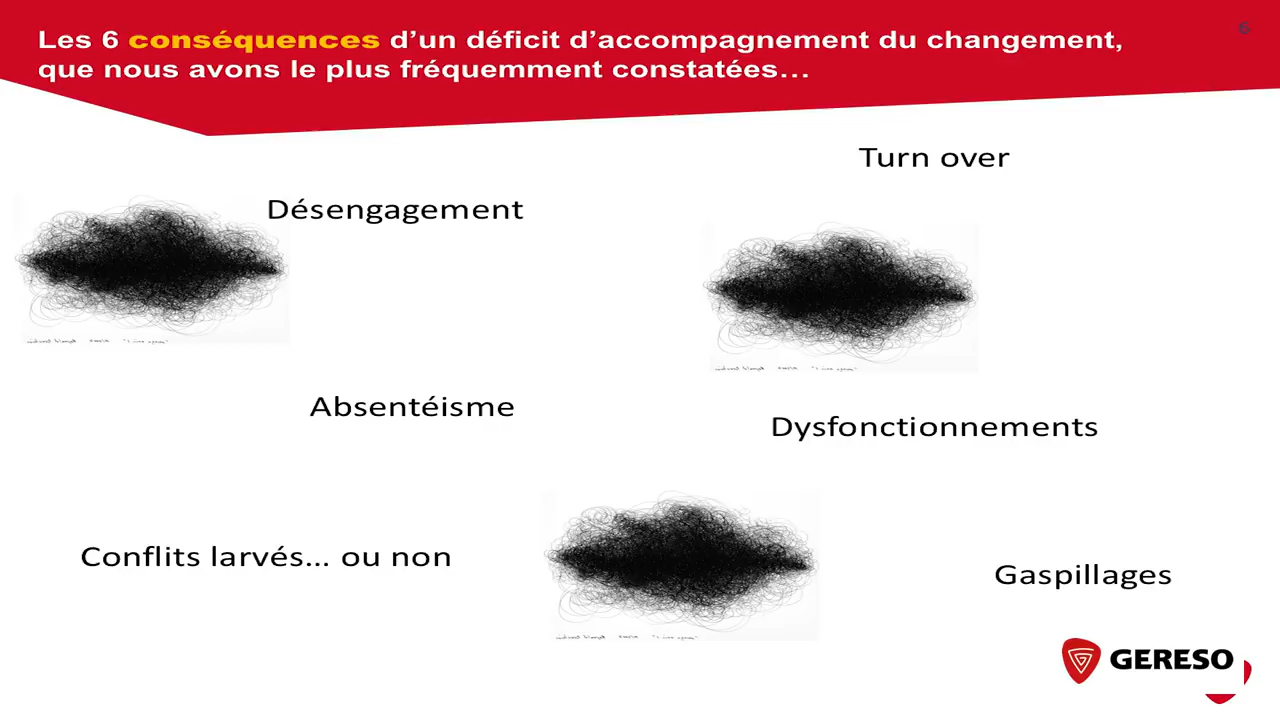 Les 6 conséquences d’un déficit d’accompagnement du changement,
que nous avons le plus fréquemment constatées…
6
Turn over
Désengagement
Absentéisme
Dysfonctionnements
Conflits larvés… ou non
Gaspillages
GERESO